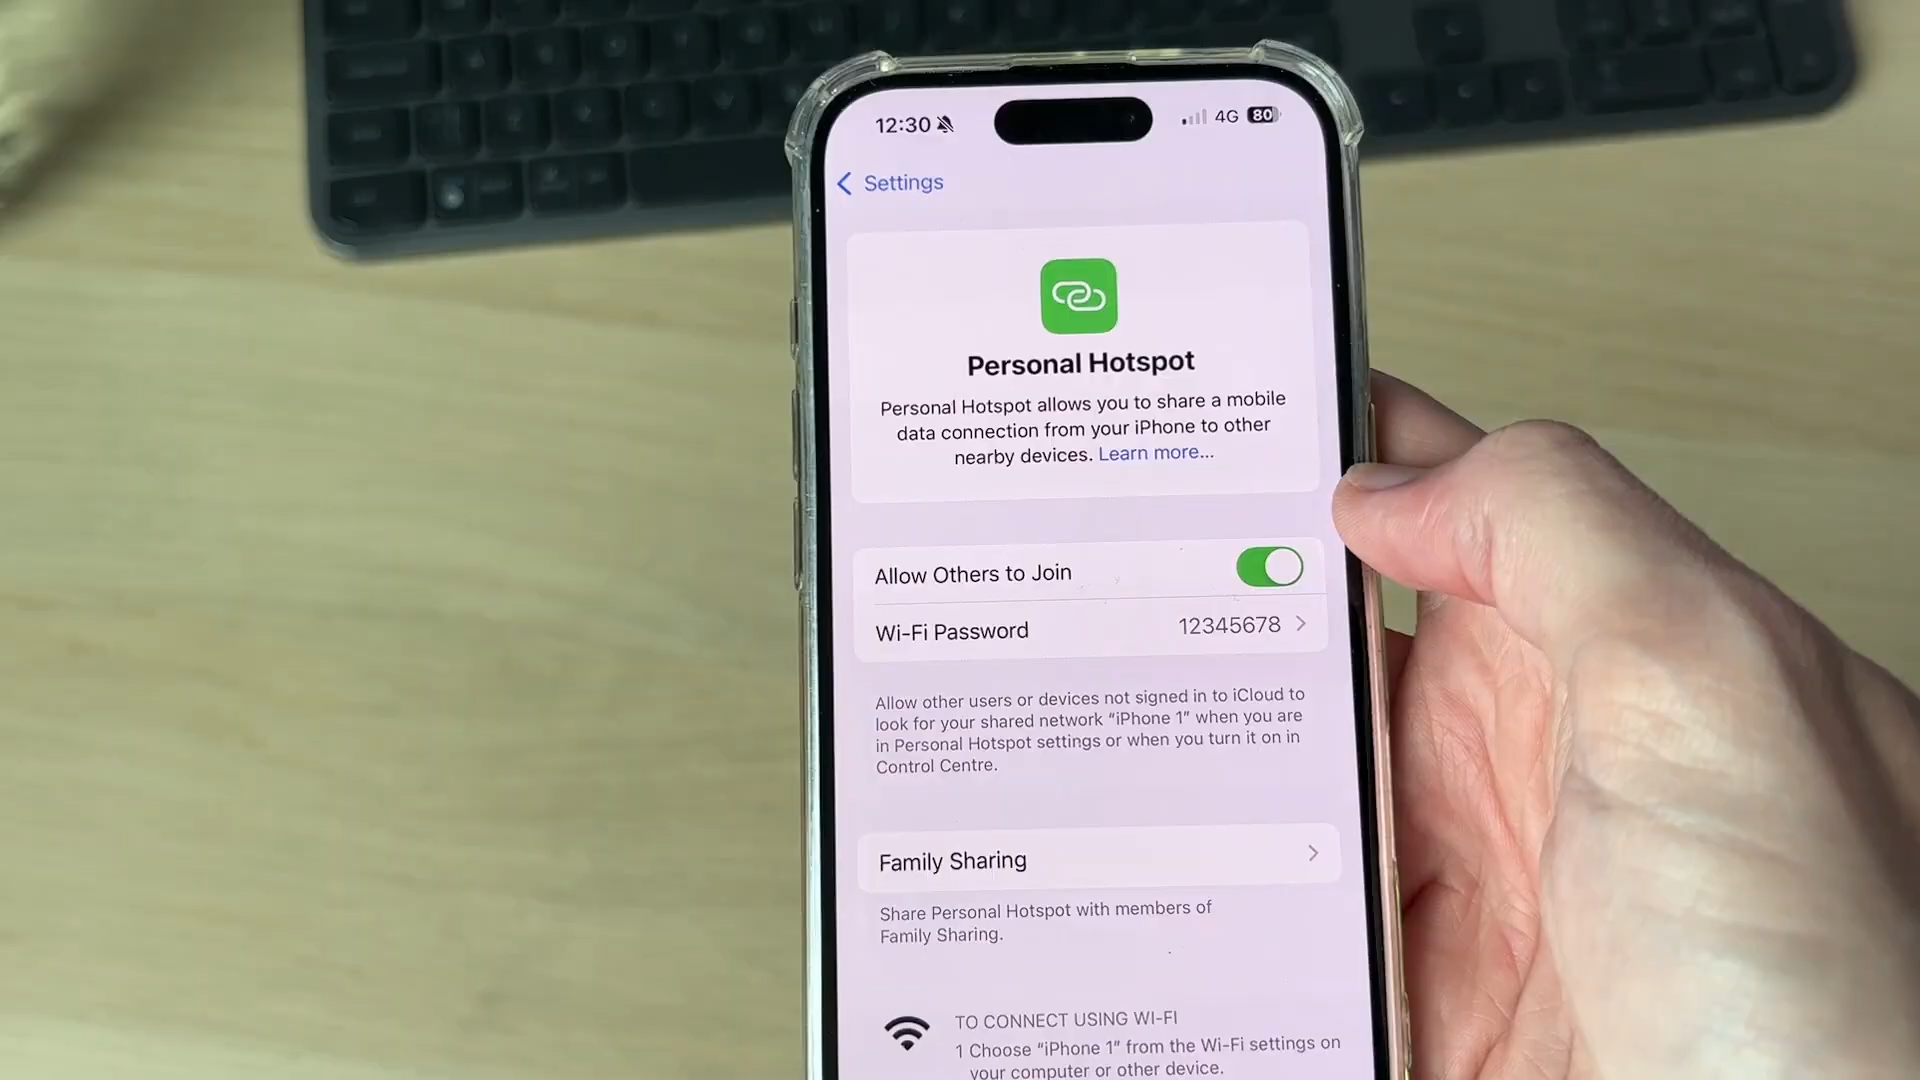 12:30
4G 80
Settings
Personal Hotspot
Personal Hotspot allows you to share a mobile
data connection from your iPhone to other
nearby devices. Learn more...
Allow Others to Join
Wi-Fi Password 12345678
Allow other users or devices not signed in to iCloud to
look for your shared network “iPhone 1” when you are
in Personal Hotspot settings or when you turn it on in
Control Centre.
Family Sharing
Share Personal Hotspot with members of
Family Sharing.
TO CONNECT USING WI-FI
1 Choose “iPhone 1” from the Wi-Fi settings on
your computer or other device.